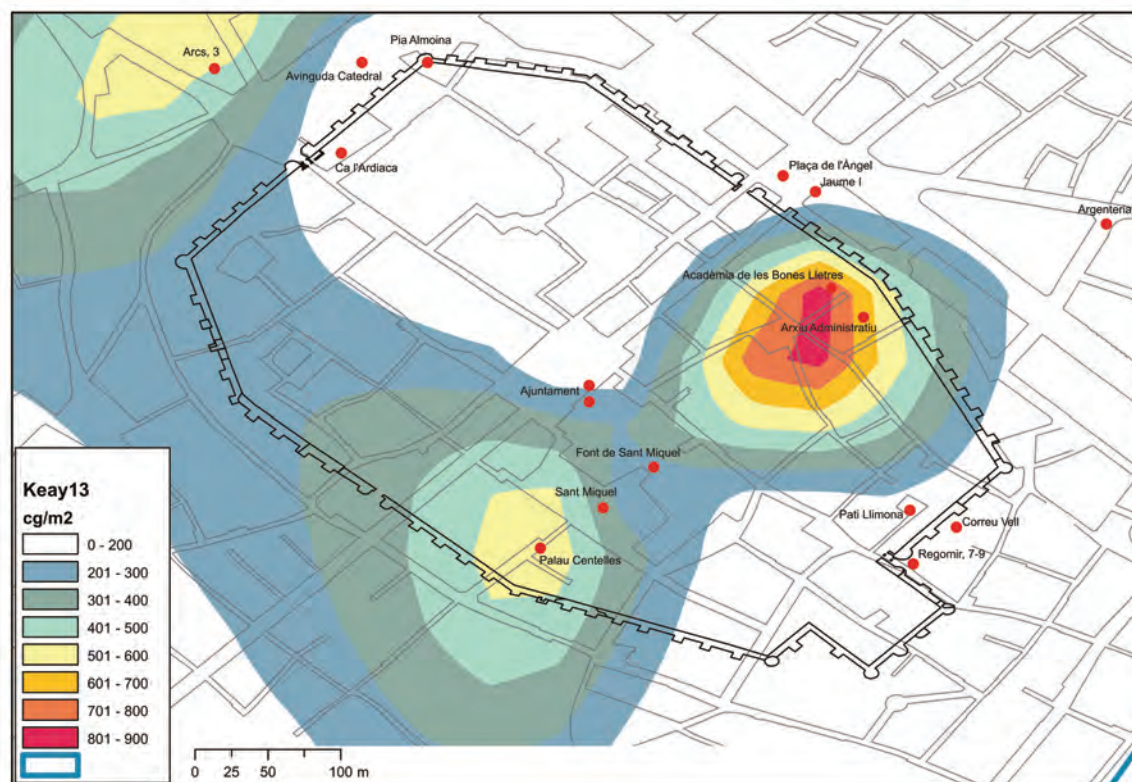 Pia Almoina
Arcs, 3
Avinguda Catedral
Ca l'Ardiaca
Plaça de l'Àngel
Jaume I
Argenteria
Acadèmia de les Bones Lletres
Arxiu Administratiu
Ajuntament
Font de Sant Miquel
Sant Miquel
Palau Centelles
Pati Llimona
Correu Vell
Regomir, 7-9
Keay13
cg/m2
0 - 200
201 - 300
301 - 400
401 - 500
501 - 600
601 - 700
701 - 800
801 - 900
0 25 50 100 m